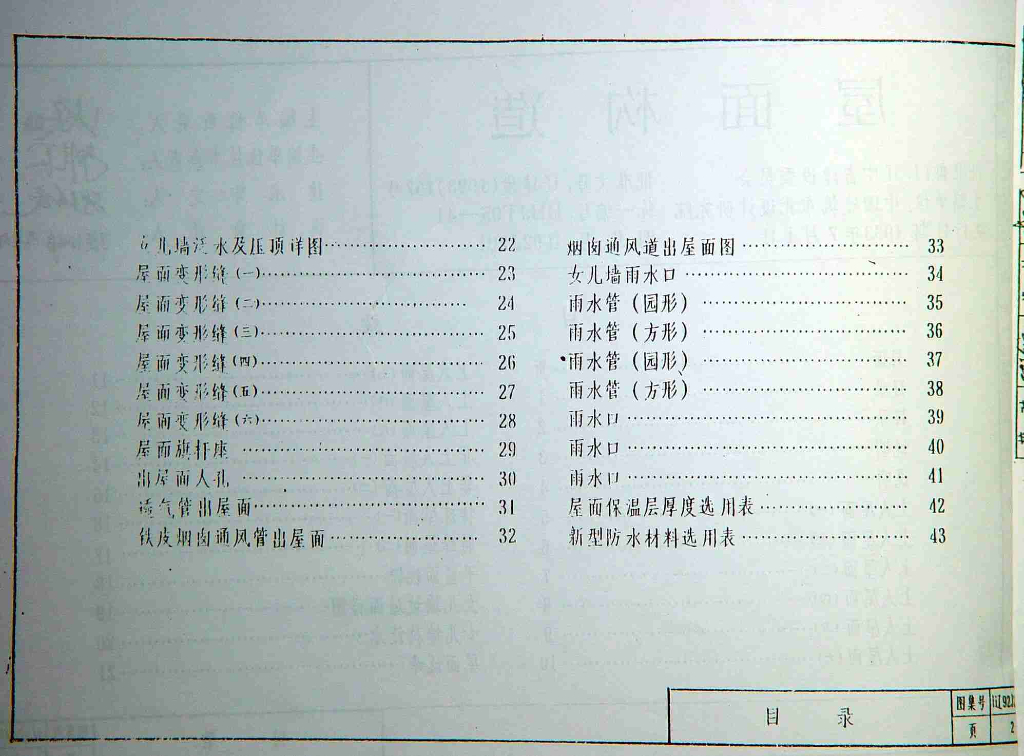 女儿墙泛水及压顶详图 22
屋面变形缝(一) 23
屋面变形缝(二) 24
屋面变形缝(三) 25
屋面变形缝(四) 26
屋面变形缝(五) 27
屋面变形缝(六) 28
屋面旗杆座 29
出屋面人孔 30
透气管出屋面 31
铁皮烟囱通风管出屋面 32
烟囱通风道出屋面图 33
女儿墙雨水口 34
雨水管(园形) 35
雨水管(方形) 36
雨水管(园形) 37
雨水管(方形) 38
雨水口 39
雨水口 40
雨水口 41
屋面保温层厚度选用表 42
新型防水材料选用表 43
目录
图集号
页 2